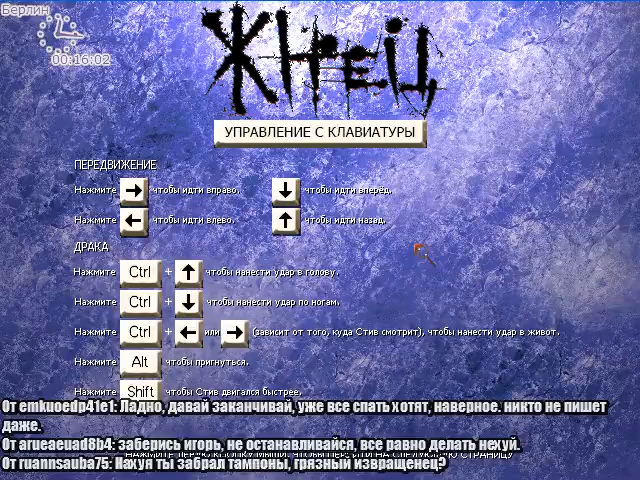 Берлин
00:16:02
ЖНЕЦ
УПРАВЛЕНИЕ С КЛАВИАТУРЫ
ПЕРЕДВИЖЕНИЕ
Нажмите → чтобы идти вправо. ↓ чтобы идти вперёд.
Нажмите ← чтобы идти влево. ↑ чтобы идти назад.
ДРАКА
Нажмите Ctrl + ↑ чтобы нанести удар в голову.
Нажмите Ctrl + ↓ чтобы нанести удар по ногам.
Нажмите Ctrl + ← или → (зависит от того, куда Стив смотрит), чтобы нанести удар в живот.
Нажмите Alt чтобы пригнуться.
Нажмите Shift чтобы Стив двигался быстрее.
От emkuoedp41e1: Ладно, давай заканчивай, уже все спать хотят, наверное. никто не пишет
даже.
От arueaeuad8b4: заберись игорь, не останавливайся, все равно делать нехуй.
От ruannsauba75: Нахуя ты забрал тампоны, грязный извращенец?